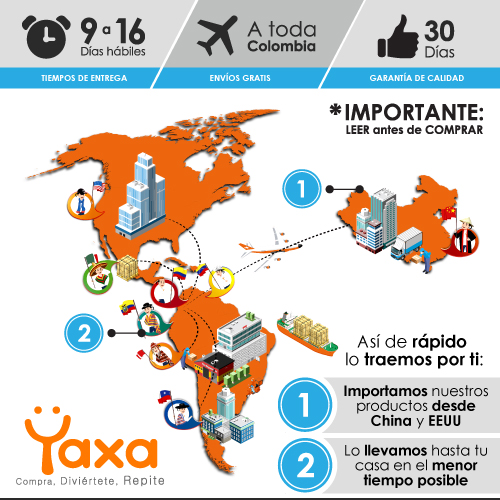 9 a 16
Días hábiles
A toda
Colombia
30
Días
TIEMPOS DE ENTREGA
ENVÍOS GRATIS
GARANTÍA DE CALIDAD
*IMPORTANTE:
LEER antes de COMPRAR
1
2
Así de rápido
lo traemos por ti:
1
Importamos nuestros
productos desde
China y EEUU
2
Lo llevamos hasta tu
casa en el menor
tiempo posible
Yaxa
Compra, Diviértete, Repite